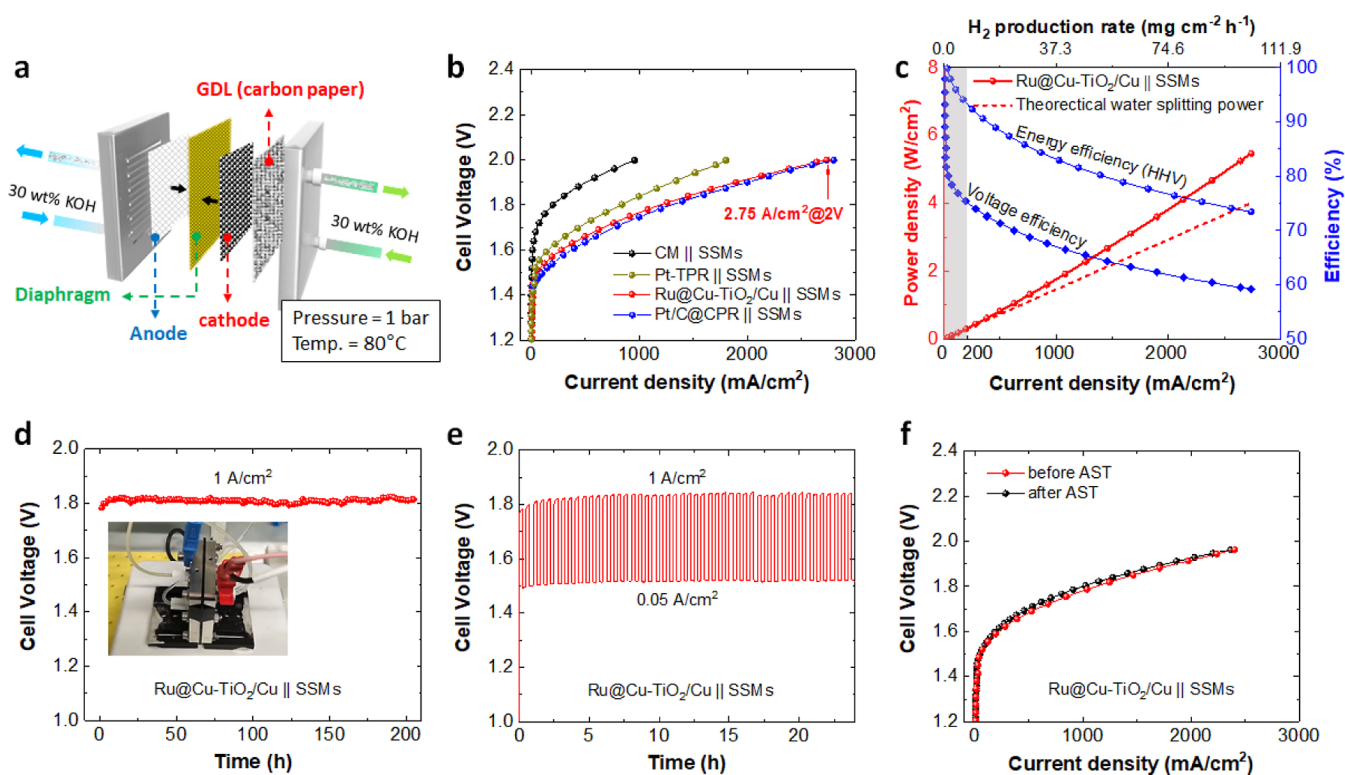 a
GDL (carbon paper)
30 wt% KOH
30 wt% KOH
Diaphragm
Anode
cathode
Pressure = 1 bar
Temp. = 80°C
b
2.4
2.2
2.0
1.8
1.6
1.4
1.2
Cell Voltage (V)
2.75 A/cm²@2V
CM || SSMs
Pt-TPR || SSMs
Ru@Cu-TiO₂/Cu || SSMs
Pt/C@CPR || SSMs
0 1000 2000 3000
Current density (mA/cm²)
c
H₂ production rate (mg cm⁻² h⁻¹)
0.0 37.3 74.6 111.9
8
6
4
2
0
Power density (W/cm²)
Ru@Cu-TiO₂/Cu || SSMs
Theorectical water splitting power
Energy efficiency (HHV)
Voltage efficiency
100
90
80
70
60
50
Efficiency (%)
0 200 1000 2000 3000
Current density (mA/cm²)
d
2.0
1.8
1.6
1.4
1.2
1.0
Cell Voltage (V)
1 A/cm²
Ru@Cu-TiO₂/Cu || SSMs
0 50 100 150 200
Time (h)
e
2.0
1.8
1.6
1.4
1.2
1.0
Cell Voltage (V)
1 A/cm²
0.05 A/cm²
Ru@Cu-TiO₂/Cu || SSMs
0 5 10 15 20
Time (h)
f
2.4
2.2
2.0
1.8
1.6
1.4
1.2
Cell Voltage (V)
before AST
after AST
Ru@Cu-TiO₂/Cu || SSMs
0 1000 2000 3000
Current density (mA/cm²)